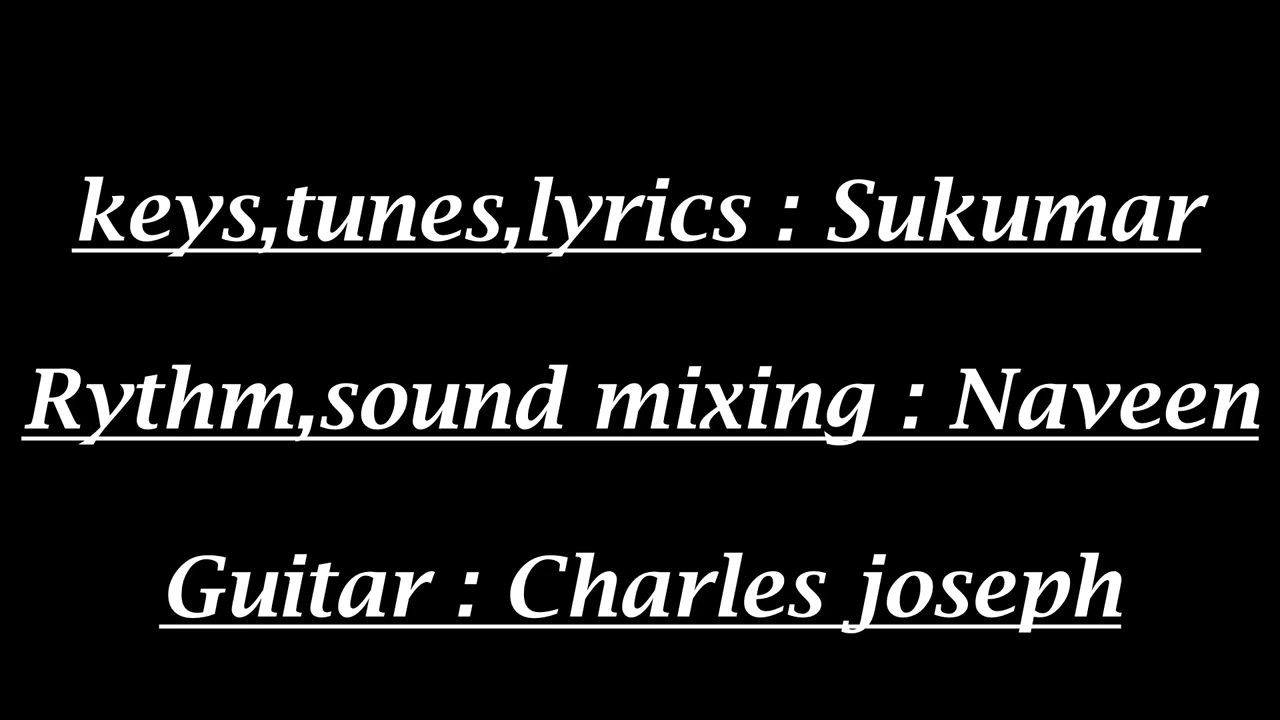 keys,tunes,lyrics : Sukumar
Rythm,sound mixing : Naveen
Guitar : Charles joseph